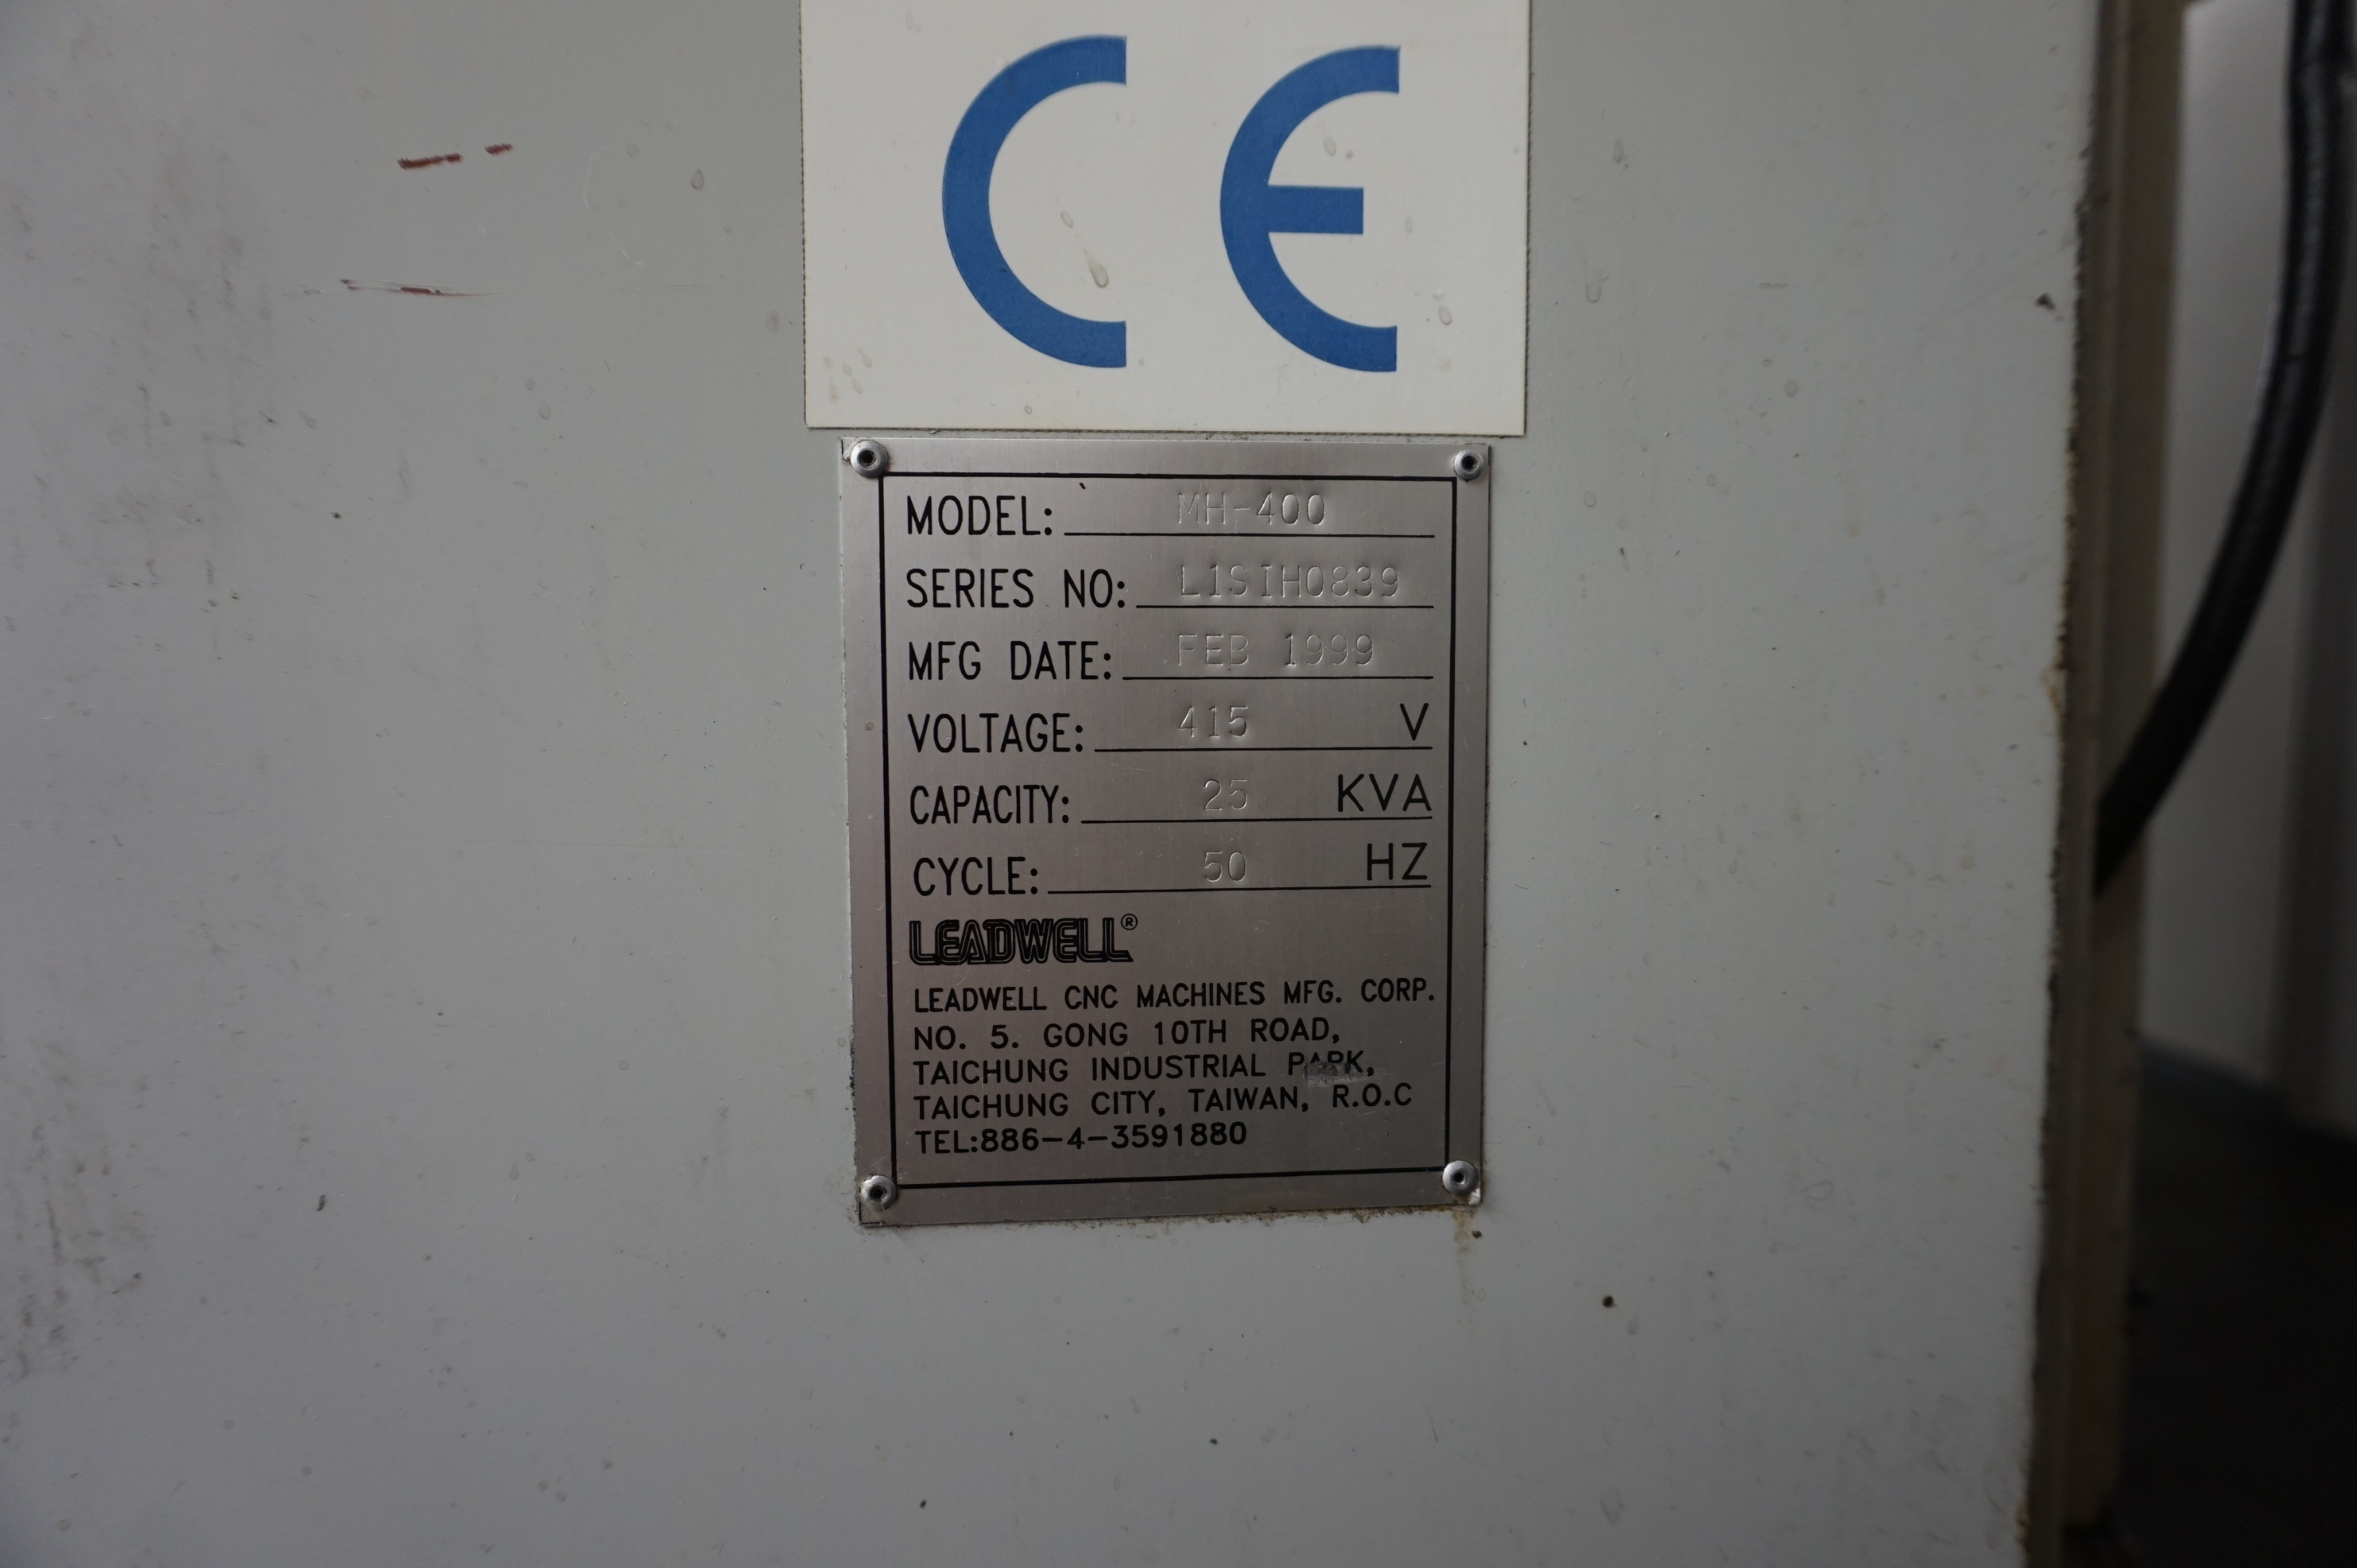 CE
MODEL: MH-400
SERIES NO: L1SIH0839
MFG DATE: FEB 1999
VOLTAGE: 415 V
CAPACITY: 25 KVA
CYCLE: 50 HZ
LEADWELL®
LEADWELL CNC MACHINES MFG. CORP.
NO. 5. GONG 10TH ROAD,
TAICHUNG INDUSTRIAL PARK,
TAICHUNG CITY, TAIWAN, R.O.C
TEL:886-4-3591880